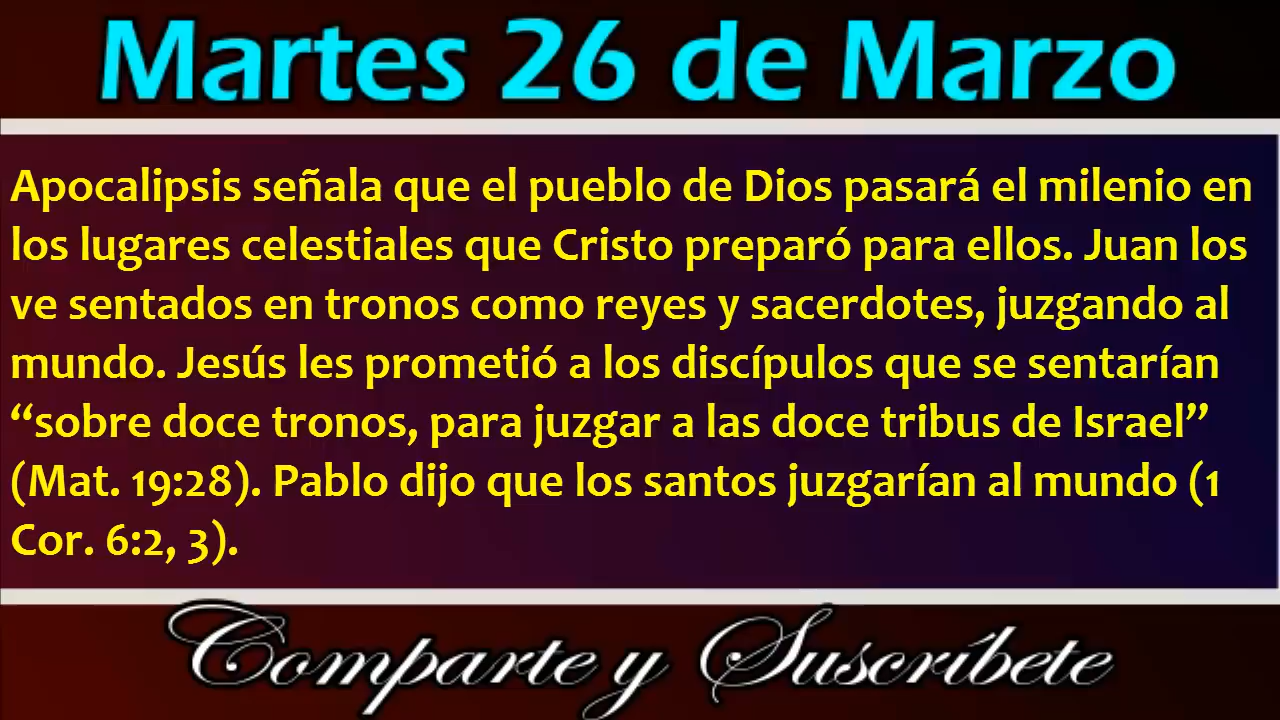 Martes 26 de Marzo
Apocalipsis señala que el pueblo de Dios pasará el milenio en
los lugares celestiales que Cristo preparó para ellos. Juan los
ve sentados en tronos como reyes y sacerdotes, juzgando al
mundo. Jesús les prometió a los discípulos que se sentarían
“sobre doce tronos, para juzgar a las doce tribus de Israel”
(Mat. 19:28). Pablo dijo que los santos juzgarían al mundo (1
Cor. 6:2, 3).
Comparte y Suscríbete